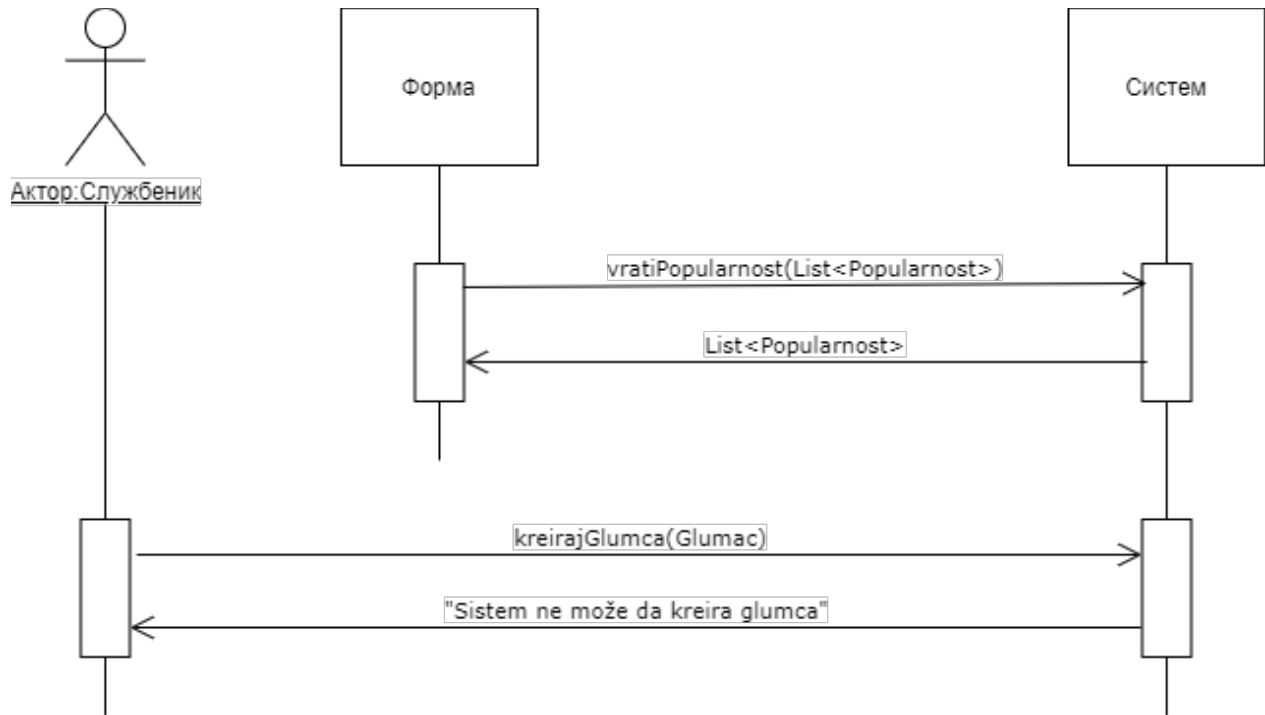 Форма
Систем
Актор:Службеник
vratiPopularnost(List<Popularnost>)
List<Popularnost>
kreirajGlumca(Glumac)
"Sistem ne može da kreira glumca"